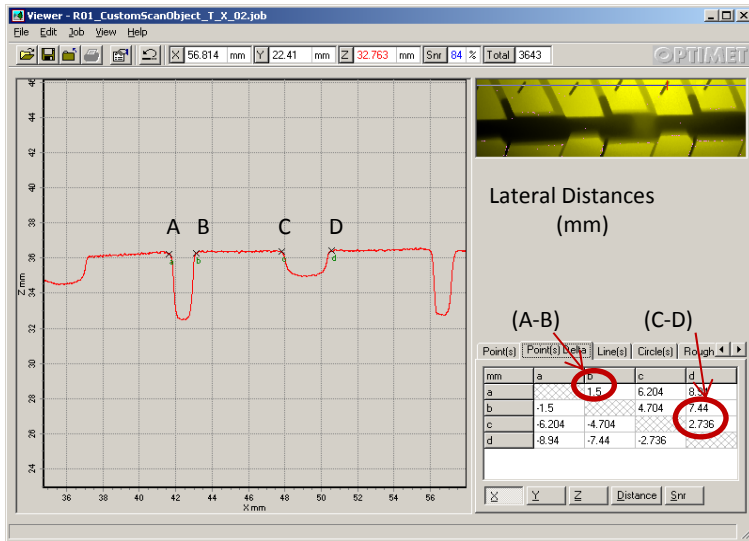 Viewer - R01_CustomScanObject_T_X_02.job
File Edit Job View Help
X 56.814 mm Y 22.41 mm Z 32.763 mm Snr 84 % Total 3643
OPTIMET
46
44
42
40
38
36
34
32
30
28
26
24
Z mm
A B C D
a b c d
36 38 40 42 44 46 48 50 52 54 56
X mm
Lateral Distances
(mm)
(A-B) (C-D)
Point(s) Point(s) Delta Line(s) Circle(s) Rough
mm a b c d
a 1.5 6.204 8.94
b -1.5 4.704 7.44
c -6.204 -4.704 2.736
d -8.94 -7.44 -2.736
X Y Z Distance Snr